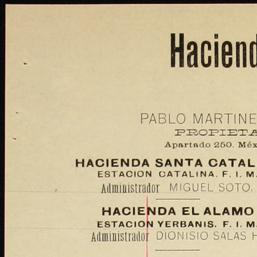 Haciend
PABLO MARTINE
PROPIETA
Apartado 250. Méx
HACIENDA SANTA CATAL
ESTACION CATALINA. F. I. M.
Administrador MIGUEL SOTO.
HACIENDA EL ALAMO
ESTACION YERBANIS. F. I. M.
Administrador DIONISIO SALAS H